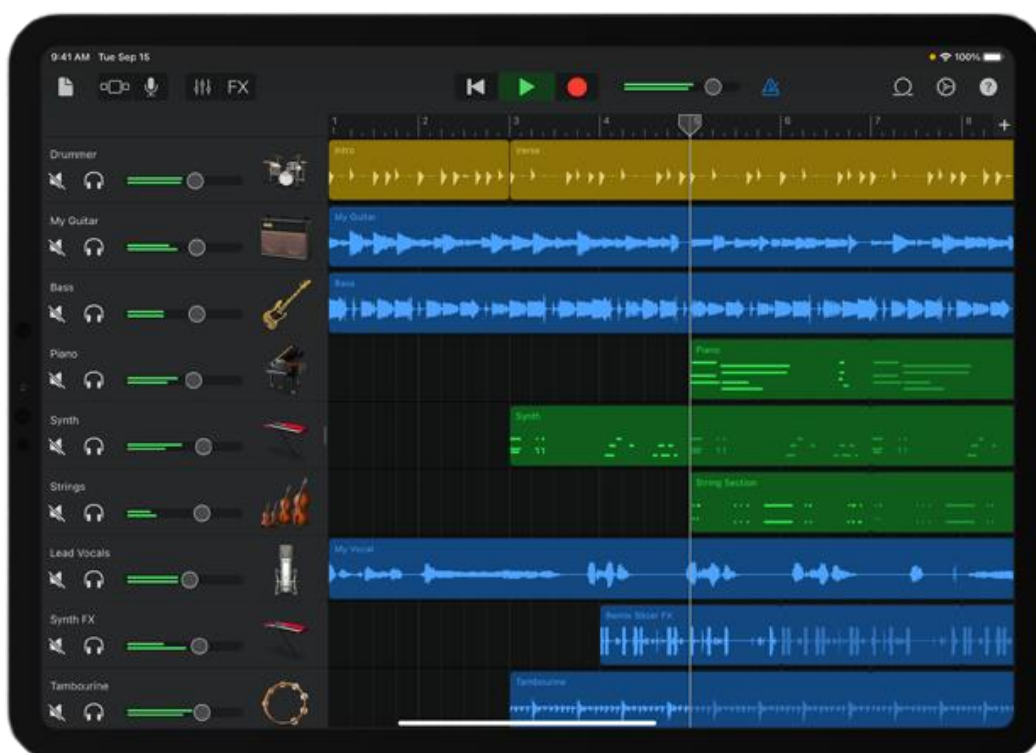 9:41 AM Tue Sep 15
100%
FX
?
1 2 3 4 5 6 7 8 +
Drummer
Intro
Verse
My Guitar
My Guitar
Bass
Bass
Piano
Piano
Synth
Synth
Strings
String Section
Lead Vocals
My Vocal
Synth FX
Remix Slicer FX
Tambourine
Tambourine